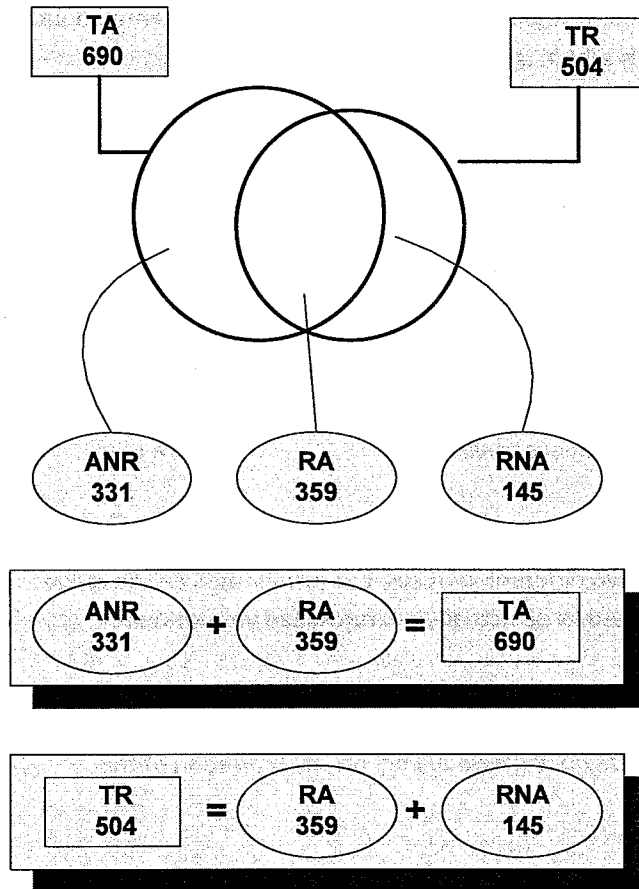 TA
690
TR
504
ANR
331
RA
359
RNA
145
ANR
331
+
RA
359
=
TA
690
TR
504
=
RA
359
+
RNA
145